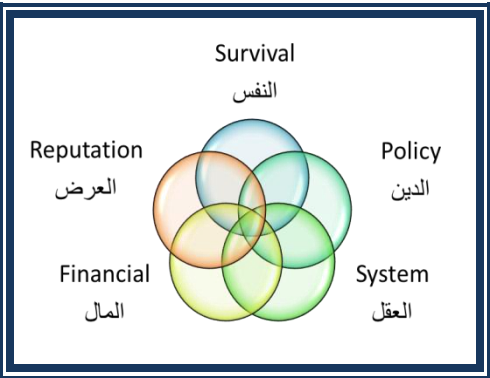 Survival
النفس
Reputation
العرض
Policy
الدين
Financial
المال
System
العقل